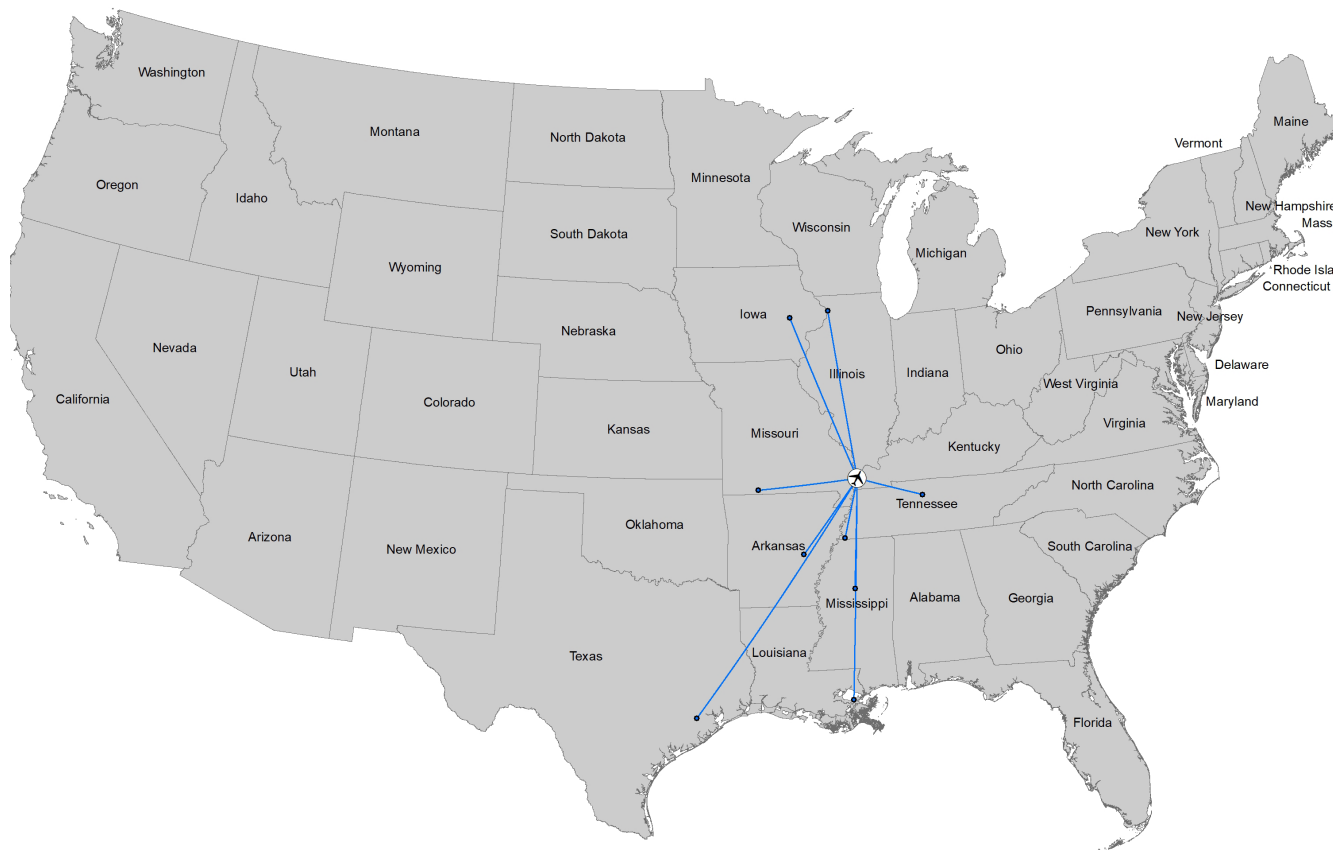 Washington
Montana
North Dakota
Minnesota
Vermont
Maine
Oregon
Idaho
New Hampshire
Mass
South Dakota
Wisconsin
New York
Michigan
Wyoming
Rhode Isla
Connecticut
Iowa
Pennsylvania
New Jersey
Nebraska
Nevada
Ohio
Utah
Illinois
Indiana
Delaware
West Virginia
California
Colorado
Maryland
Kansas
Missouri
Virginia
Kentucky
North Carolina
Tennessee
Oklahoma
Arizona
New Mexico
Arkansas
South Carolina
Mississippi
Alabama
Georgia
Texas
Louisiana
Florida